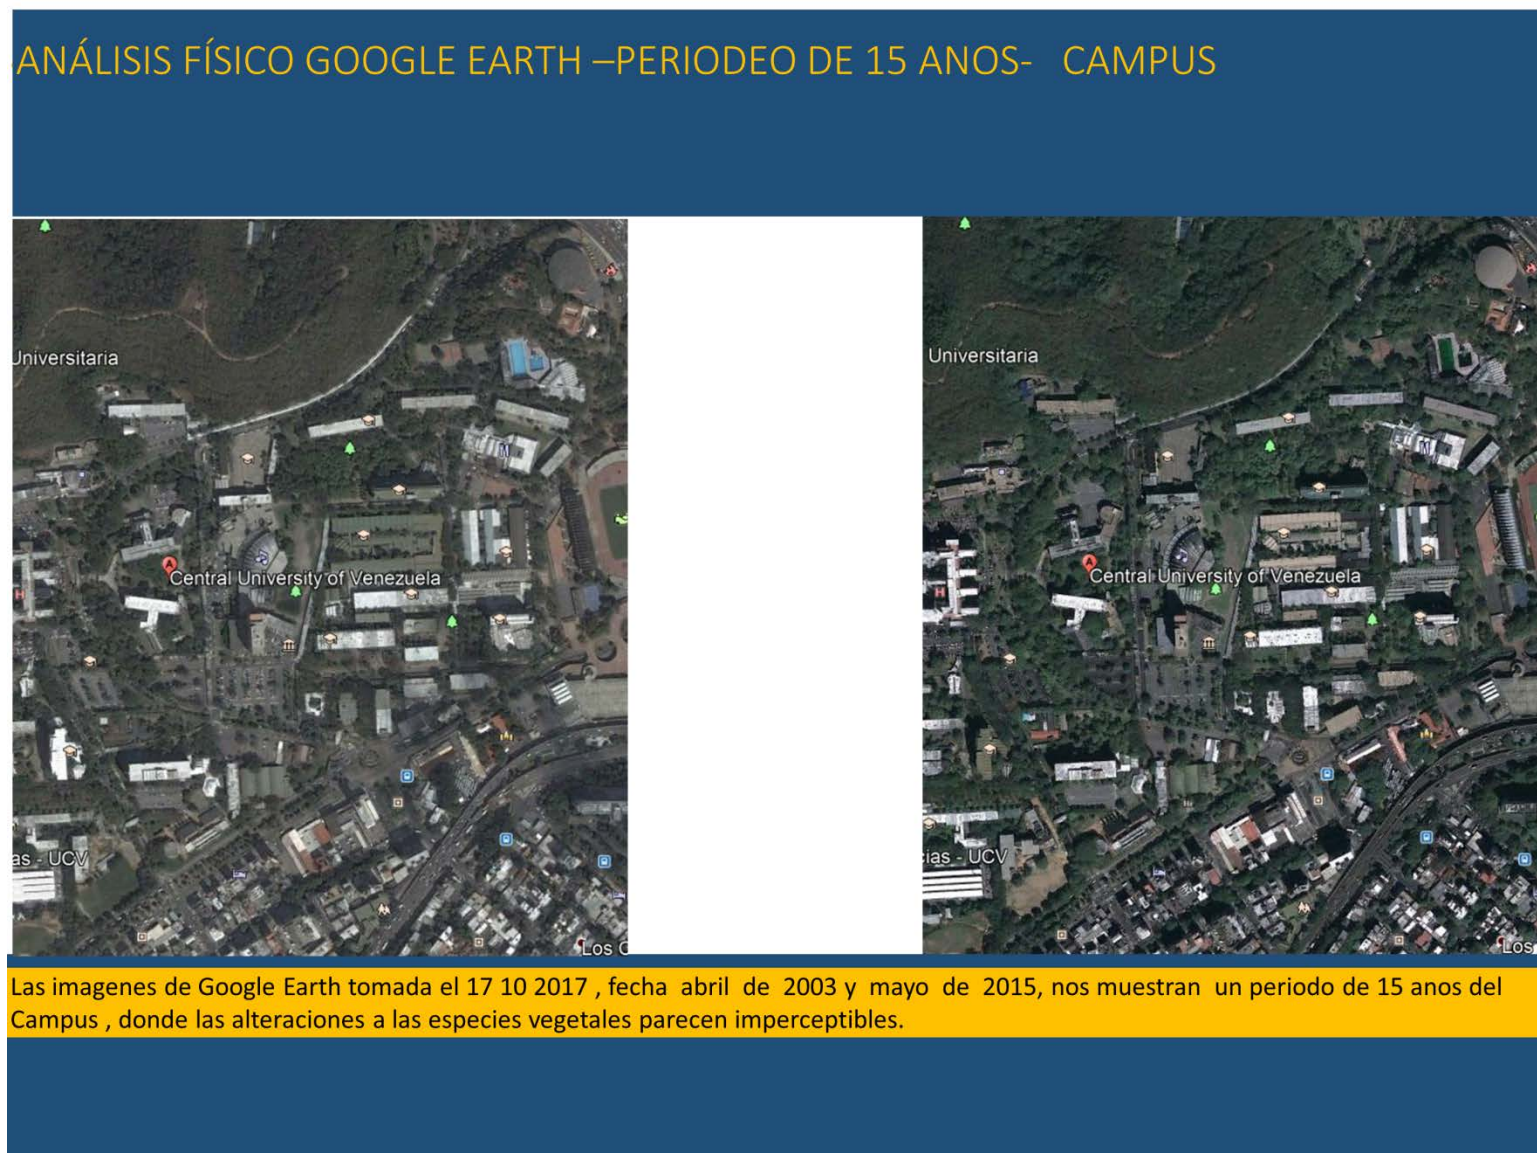 ANÁLISIS FÍSICO GOOGLE EARTH –PERIODEO DE 15 ANOS- CAMPUS
Universitaria
Central University of Venezuela
as - UCV
Los C
Universitaria
Central University of Venezuela
ias - UCV
Los
Las imagenes de Google Earth tomada el 17 10 2017 , fecha abril de 2003 y mayo de 2015, nos muestran un periodo de 15 anos del
Campus , donde las alteraciones a las especies vegetales parecen imperceptibles.